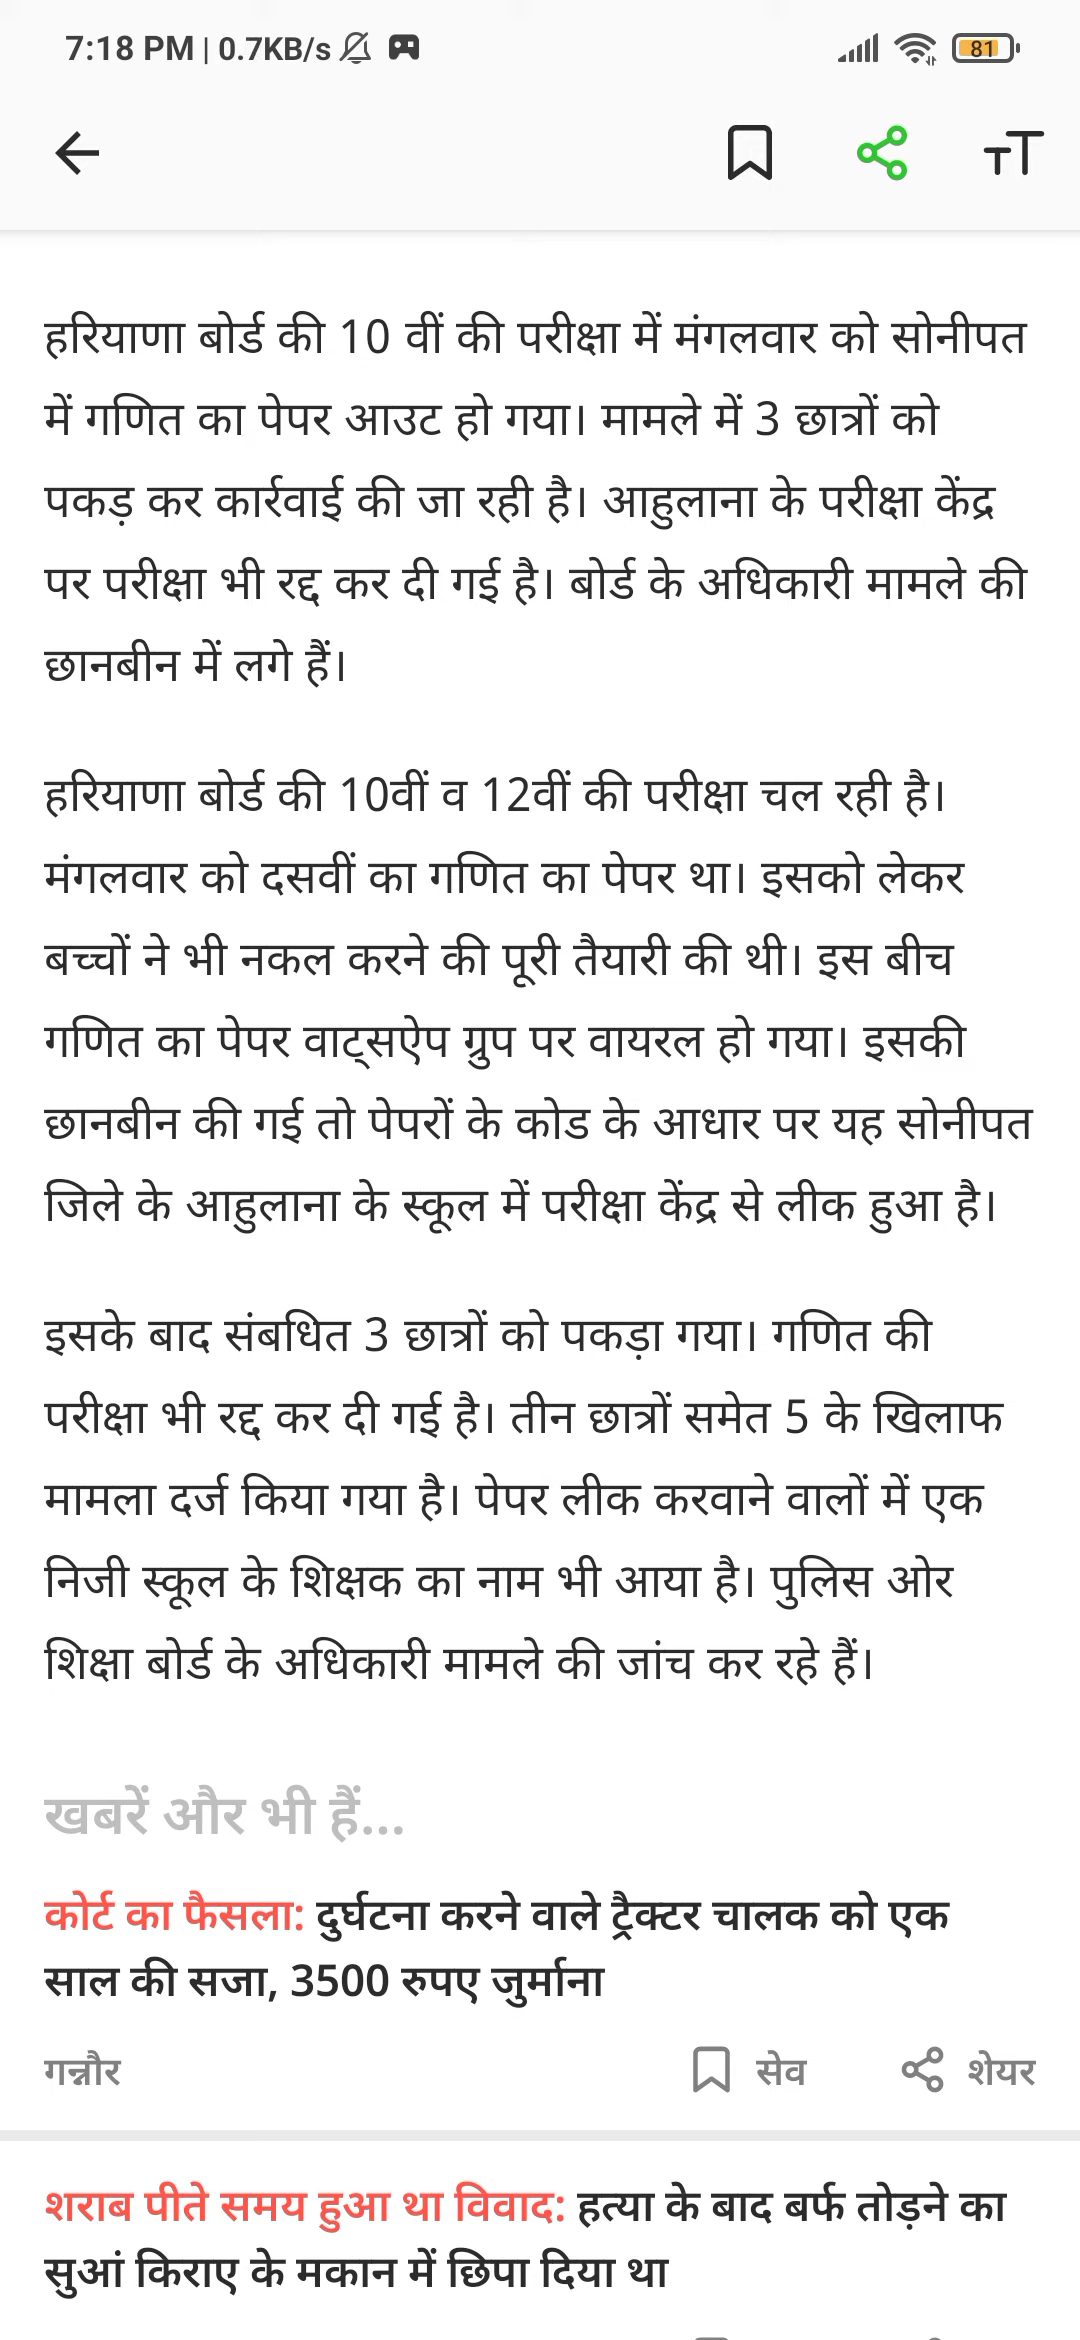 7:18 PM | 0.7KB/s
81
TT
हरियाणा बोर्ड की 10 वीं की परीक्षा में मंगलवार को सोनीपत
में गणित का पेपर आउट हो गया। मामले में 3 छात्रों को
पकड़ कर कार्रवाई की जा रही है। आहुलाना के परीक्षा केंद्र
पर परीक्षा भी रद्द कर दी गई है। बोर्ड के अधिकारी मामले की
छानबीन में लगे हैं।
हरियाणा बोर्ड की 10वीं व 12वीं की परीक्षा चल रही है।
मंगलवार को दसवीं का गणित का पेपर था। इसको लेकर
बच्चों ने भी नकल करने की पूरी तैयारी की थी। इस बीच
गणित का पेपर वाट्सऐप ग्रुप पर वायरल हो गया। इसकी
छानबीन की गई तो पेपरों के कोड के आधार पर यह सोनीपत
जिले के आहुलाना के स्कूल में परीक्षा केंद्र से लीक हुआ है।
इसके बाद संबधित 3 छात्रों को पकड़ा गया। गणित की
परीक्षा भी रद्द कर दी गई है। तीन छात्रों समेत 5 के खिलाफ
मामला दर्ज किया गया है। पेपर लीक करवाने वालों में एक
निजी स्कूल के शिक्षक का नाम भी आया है। पुलिस ओर
शिक्षा बोर्ड के अधिकारी मामले की जांच कर रहे हैं।
खबरें और भी हैं...
कोर्ट का फैसला: दुर्घटना करने वाले ट्रैक्टर चालक को एक
साल की सजा, 3500 रुपए जुर्माना
गन्नौर सेव शेयर
शराब पीते समय हुआ था विवाद: हत्या के बाद बर्फ तोड़ने का
सुआं किराए के मकान में छिपा दिया था